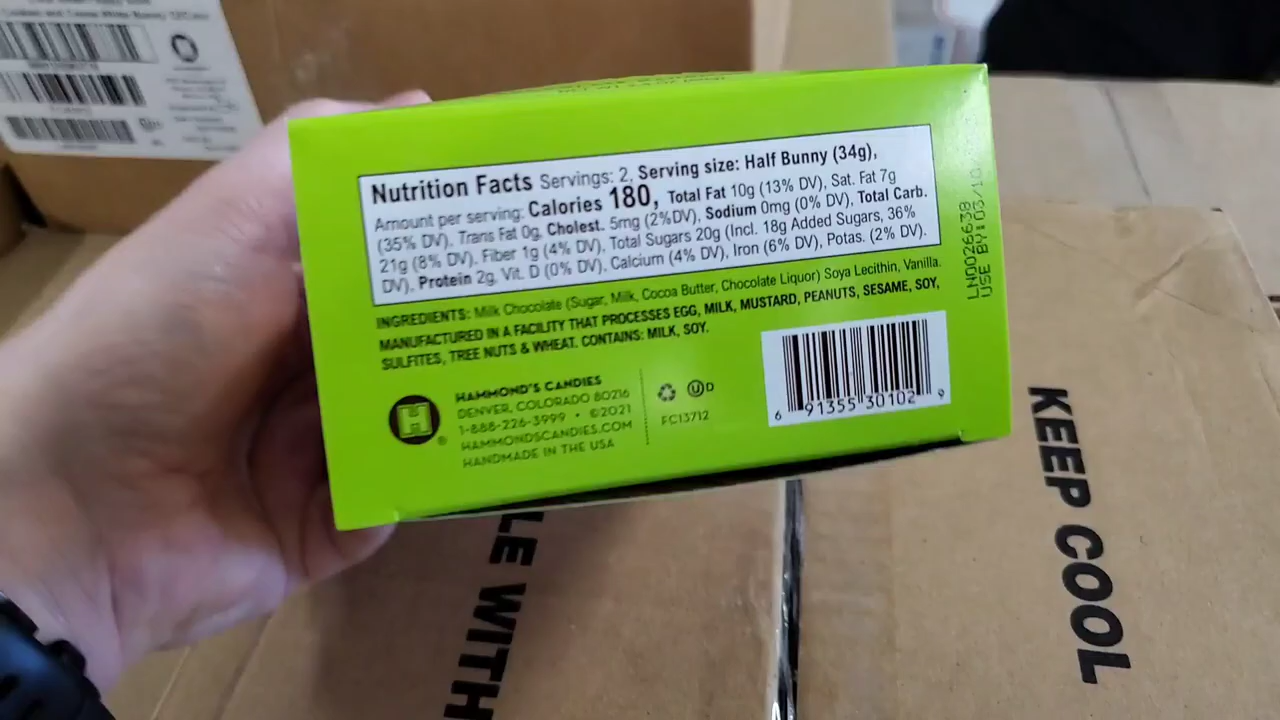 Nutrition Facts Servings: 2, Serving size: Half Bunny (34g),
Amount per serving: Calories 180, Total Fat 10g (13% DV), Sat. Fat 7g
(35% DV), Trans Fat 0g, Cholest. 5mg (2%DV), Sodium 0mg (0% DV), Total Carb.
21g (8% DV), Fiber 1g (4% DV), Total Sugars 20g (Incl. 18g Added Sugars, 36%
DV), Protein 2g, Vit. D (0% DV), Calcium (4% DV), Iron (6% DV), Potas. (2% DV).
INGREDIENTS: Milk Chocolate (Sugar, Milk, Cocoa Butter, Chocolate Liquor) Soya Lecithin, Vanilla.
MANUFACTURED IN A FACILITY THAT PROCESSES EGG, MILK, MUSTARD, PEANUTS, SESAME, SOY,
SULFITES, TREE NUTS & WHEAT. CONTAINS: MILK, SOY.
HAMMOND'S CANDIES
DENVER, COLORADO 80216
1-888-226-3999 • ©2021
HAMMONDSCANDIES.COM
HANDMADE IN THE USA
H
®
U D
FC13712
6 91355 30102 9
LN0026638
USE BY: 03/10
KEEP COOL
LE WITH